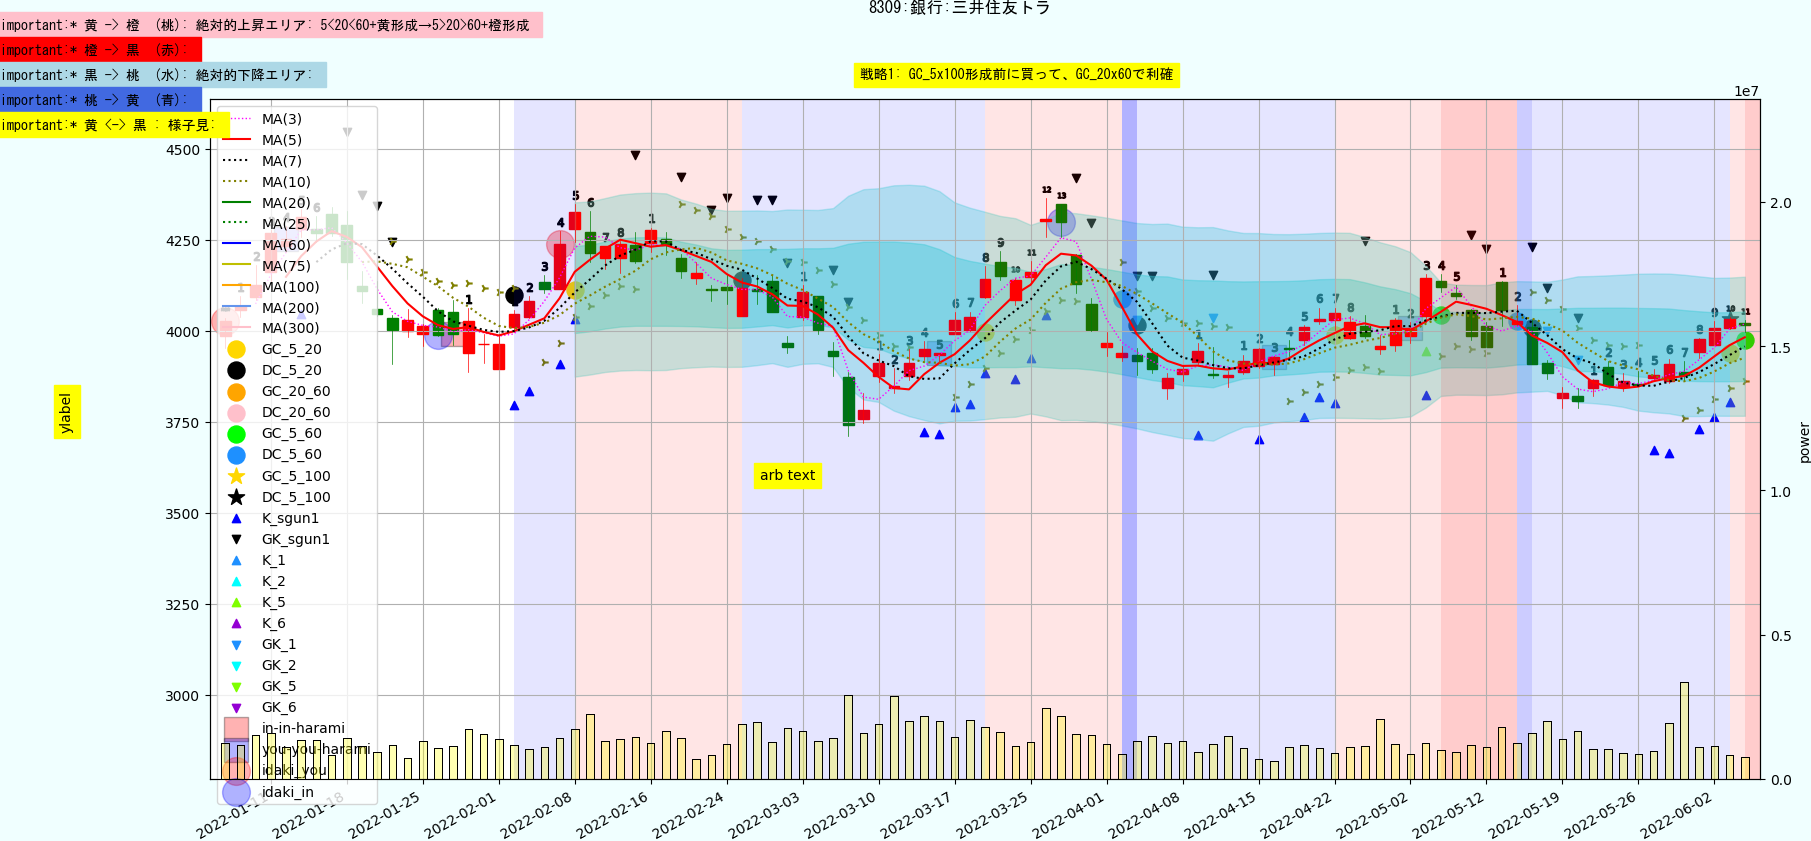 8309:銀行:三井住友トラ
important:* 黄 -> 橙 (桃): 絶対的上昇エリア: 5<20<60+黄形成→5>20>60+橙形成
important:* 橙 -> 黒 (赤):
important:* 黒 -> 桃 (水): 絶対的下降エリア:
戦略1: GC_5x100形成前に買って、GC_20x60で利確
important:* 桃 -> 黄 (青):
important:* 黄 <-> 黒 : 様子見:
1e7
MA(3)
MA(5)
MA(7)
MA(10)
MA(20)
MA(25)
MA(60)
MA(75)
MA(100)
MA(200)
MA(300)
GC_5_20
DC_5_20
GC_20_60
DC_20_60
GC_5_60
DC_5_60
GC_5_100
DC_5_100
K_sgun1
GK_sgun1
K_1
K_2
K_5
K_6
GK_1
GK_2
GK_5
GK_6
in-in-harami
you-you-harami
idaki_you
idaki_in
4500
4250
4000
3750
3500
3250
3000
ylabel
arb text
2.0
1.5
1.0
0.5
0.0
power
2022-01-11
2022-01-18
2022-01-25
2022-02-01
2022-02-08
2022-02-16
2022-02-24
2022-03-03
2022-03-10
2022-03-17
2022-03-25
2022-04-01
2022-04-08
2022-04-15
2022-04-22
2022-05-02
2022-05-12
2022-05-19
2022-05-26
2022-06-02